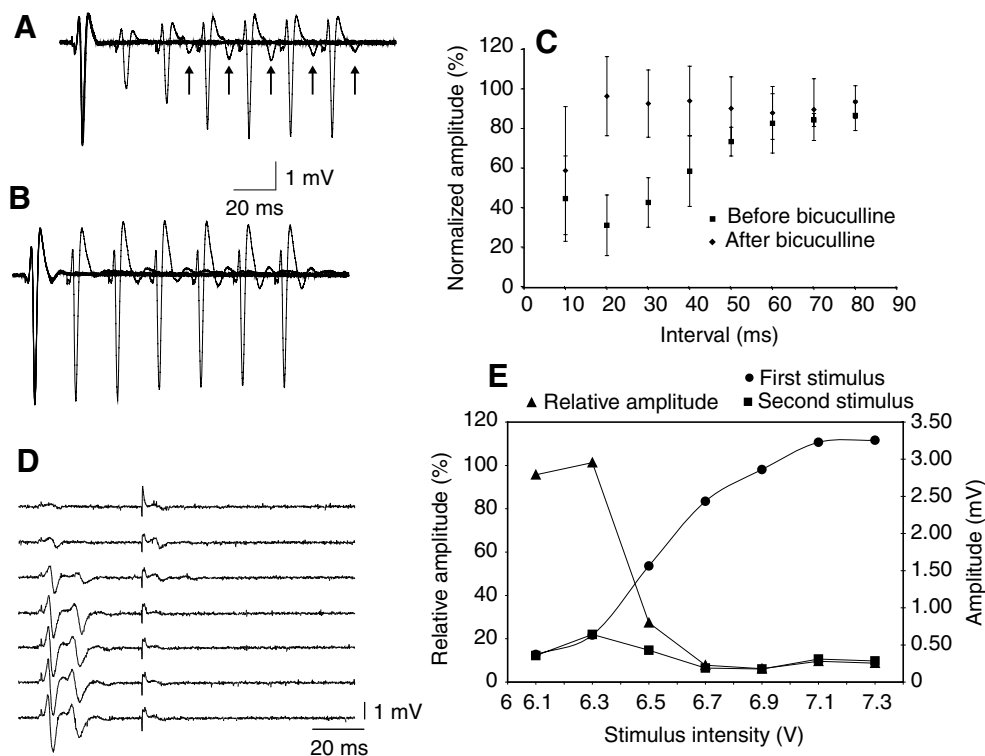 A
1 mV
20 ms
B
C
Normalized amplitude (%)
120
100
80
60
40
20
0
Before bicuculline
After bicuculline
0 10 20 30 40 50 60 70 80 90
Interval (ms)
D
1 mV
20 ms
E
First stimulus
Relative amplitude
Second stimulus
Relative amplitude (%)
120
100
80
60
40
20
0
3.50
3.00
2.50
2.00
1.50
1.00
0.50
0
Amplitude (mV)
6 6.1 6.3 6.5 6.7 6.9 7.1 7.3
Stimulus intensity (V)